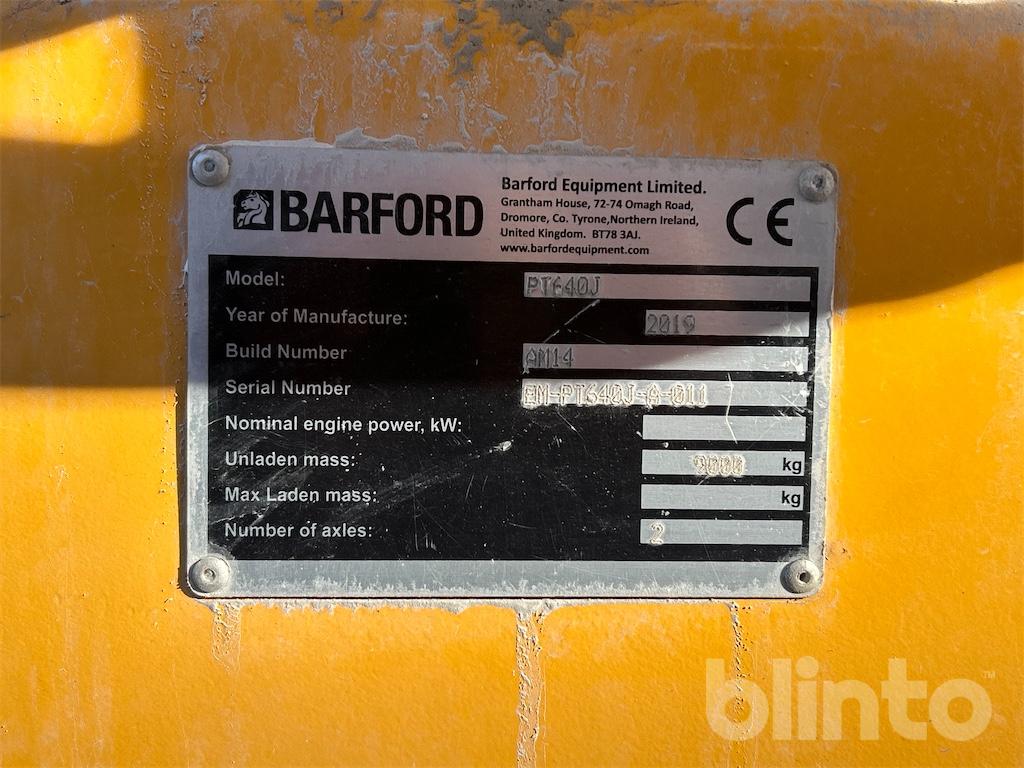 BARFORD
Barford Equipment Limited.
Grantham House, 72-74 Omagh Road,
Dromore, Co. Tyrone,Northern Ireland,
United Kingdom. BT78 3AJ.
www.barfordequipment.com
CE
Model: PT640J
Year of Manufacture: 2019
Build Number AM14
Serial Number EM-PT640J-A-011
Nominal engine power, kW:
Unladen mass: kg
Max Laden mass: kg
Number of axles: 2
blinto™